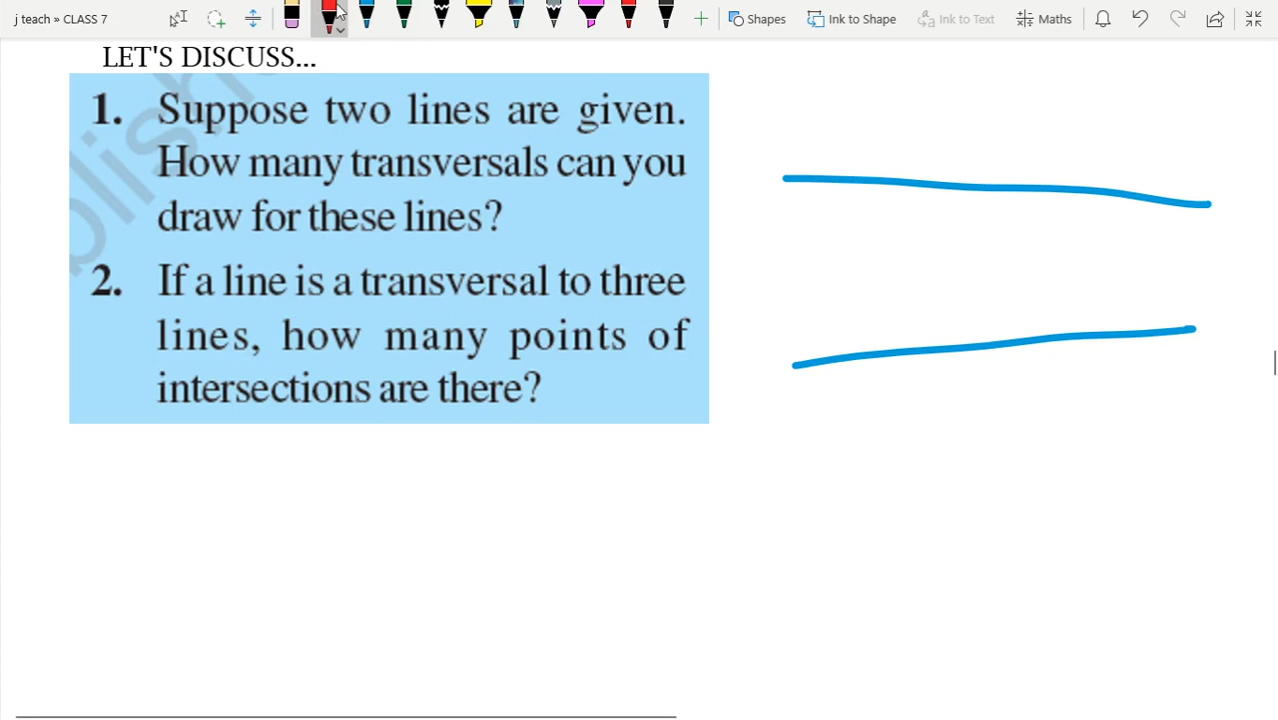 j teach » CLASS 7
Shapes
Ink to Shape
Ink to Text
Maths
LET'S DISCUSS...
1. Suppose two lines are given.
How many transversals can you
draw for these lines?
2. If a line is a transversal to three
lines, how many points of
intersections are there?